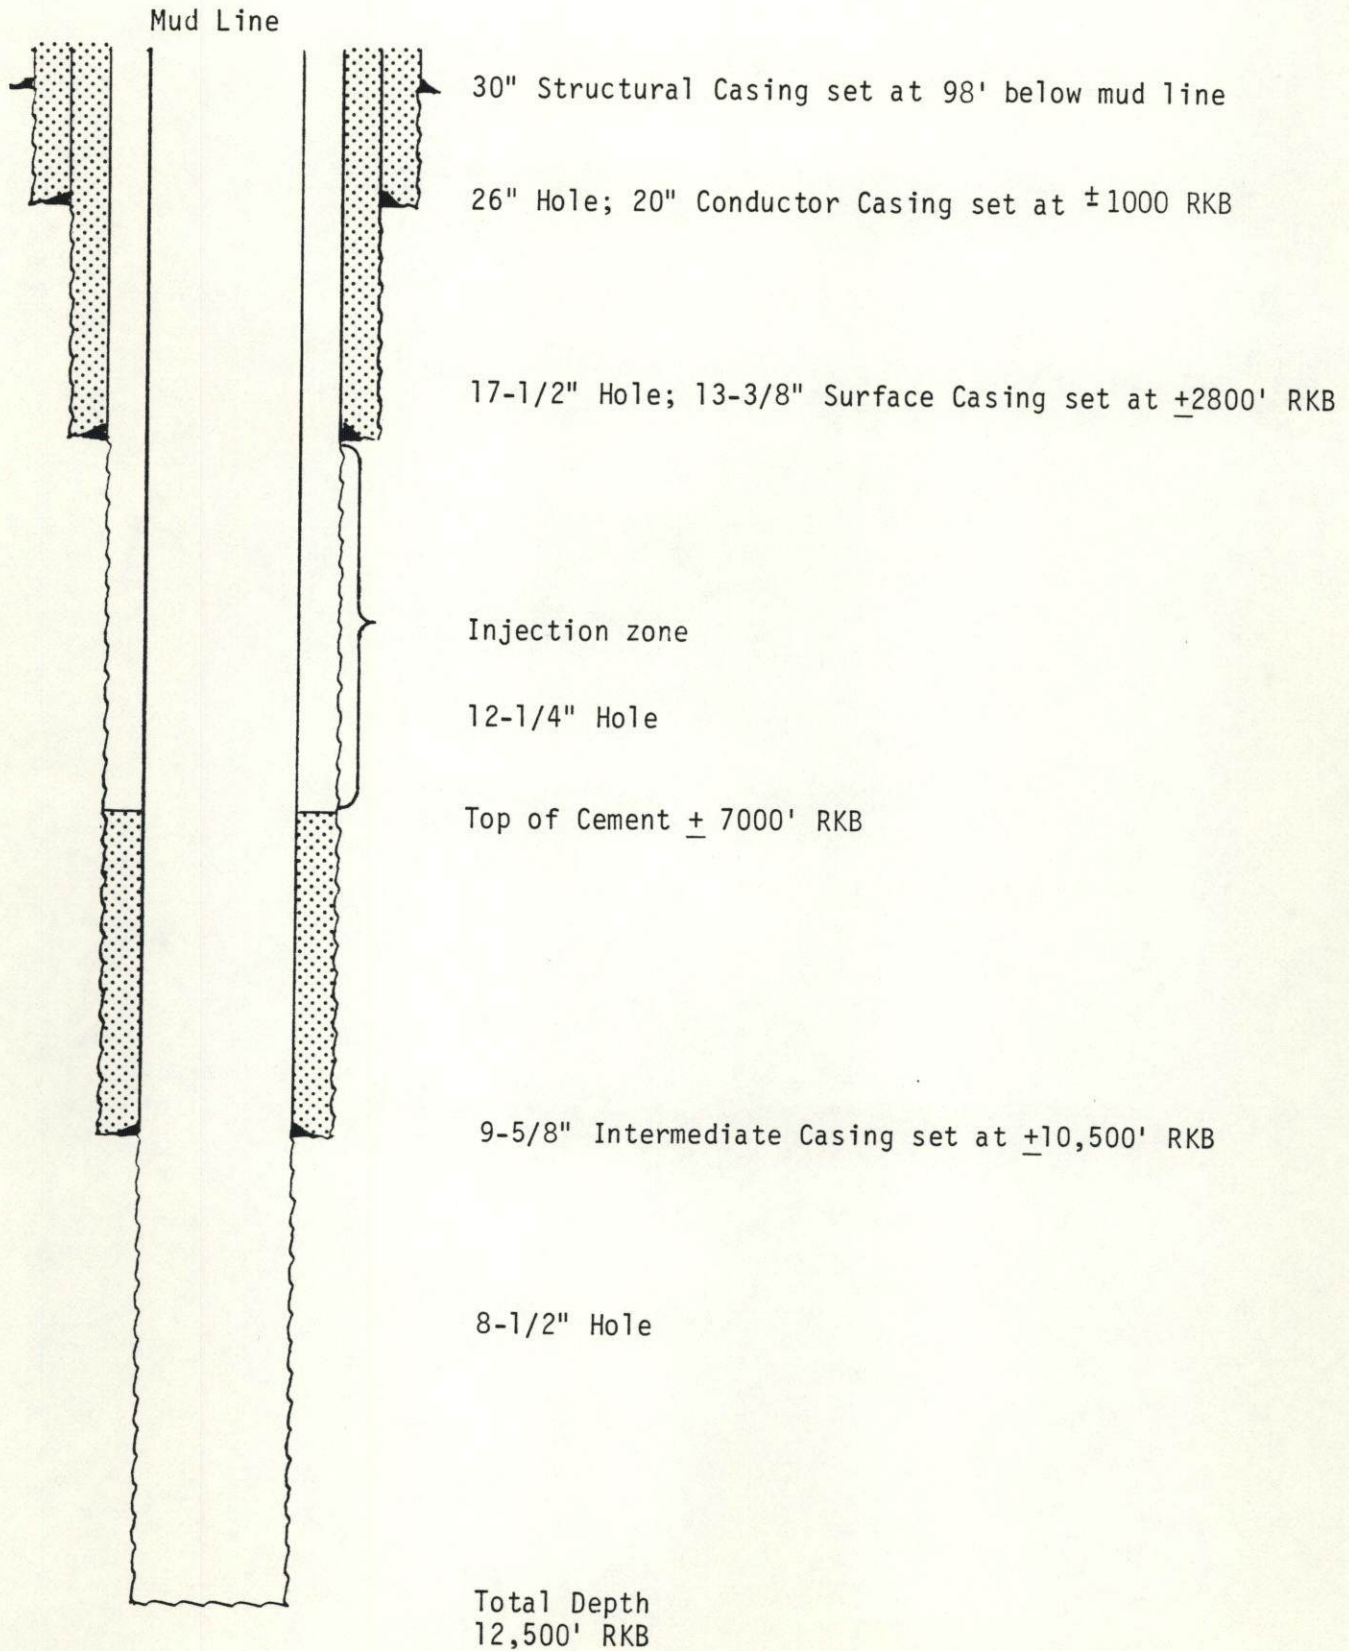 Mud Line
30" Structural Casing set at 98' below mud line
26" Hole; 20" Conductor Casing set at ±1000 RKB
17-1/2" Hole; 13-3/8" Surface Casing set at ±2800' RKB
Injection zone
12-1/4" Hole
Top of Cement ± 7000' RKB
9-5/8" Intermediate Casing set at ±10,500' RKB
8-1/2" Hole
Total Depth
12,500' RKB